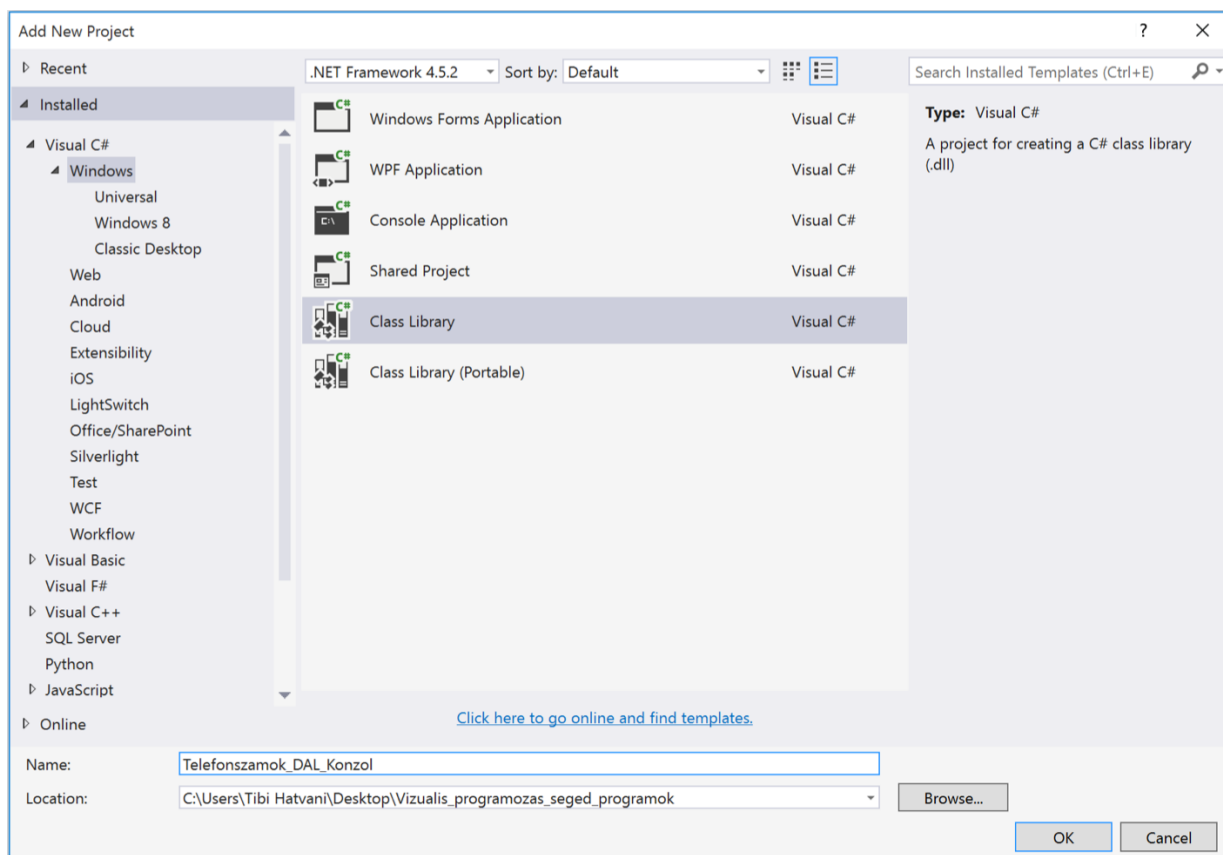 Add New Project
?
Recent
.NET Framework 4.5.2
Sort by:
Default
Search Installed Templates (Ctrl+E)
Installed
Visual C#
Windows
Universal
Windows 8
Classic Desktop
Web
Android
Cloud
Extensibility
iOS
LightSwitch
Office/SharePoint
Silverlight
Test
WCF
Workflow
Visual Basic
Visual F#
Visual C++
SQL Server
Python
JavaScript
Online
C# Windows Forms Application Visual C#
C# WPF Application Visual C#
C# Console Application Visual C#
C# Shared Project Visual C#
C# Class Library Visual C#
C# Class Library (Portable) Visual C#
Click here to go online and find templates.
Type: Visual C#
A project for creating a C# class library
(.dll)
Name: Telefonszamok_DAL_Konzol
Location: C:\Users\Tibi Hatvani\Desktop\Vizualis_programozas_seged_programok
Browse...
OK
Cancel